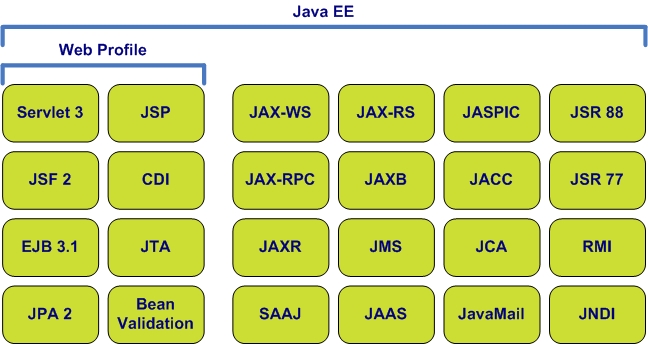 Java EE
Web Profile
Servlet 3
JSP
JAX-WS
JAX-RS
JASPIC
JSR 88
JSF 2
CDI
JAX-RPC
JAXB
JACC
JSR 77
EJB 3.1
JTA
JAXR
JMS
JCA
RMI
JPA 2
Bean
Validation
SAAJ
JAAS
JavaMail
JNDI